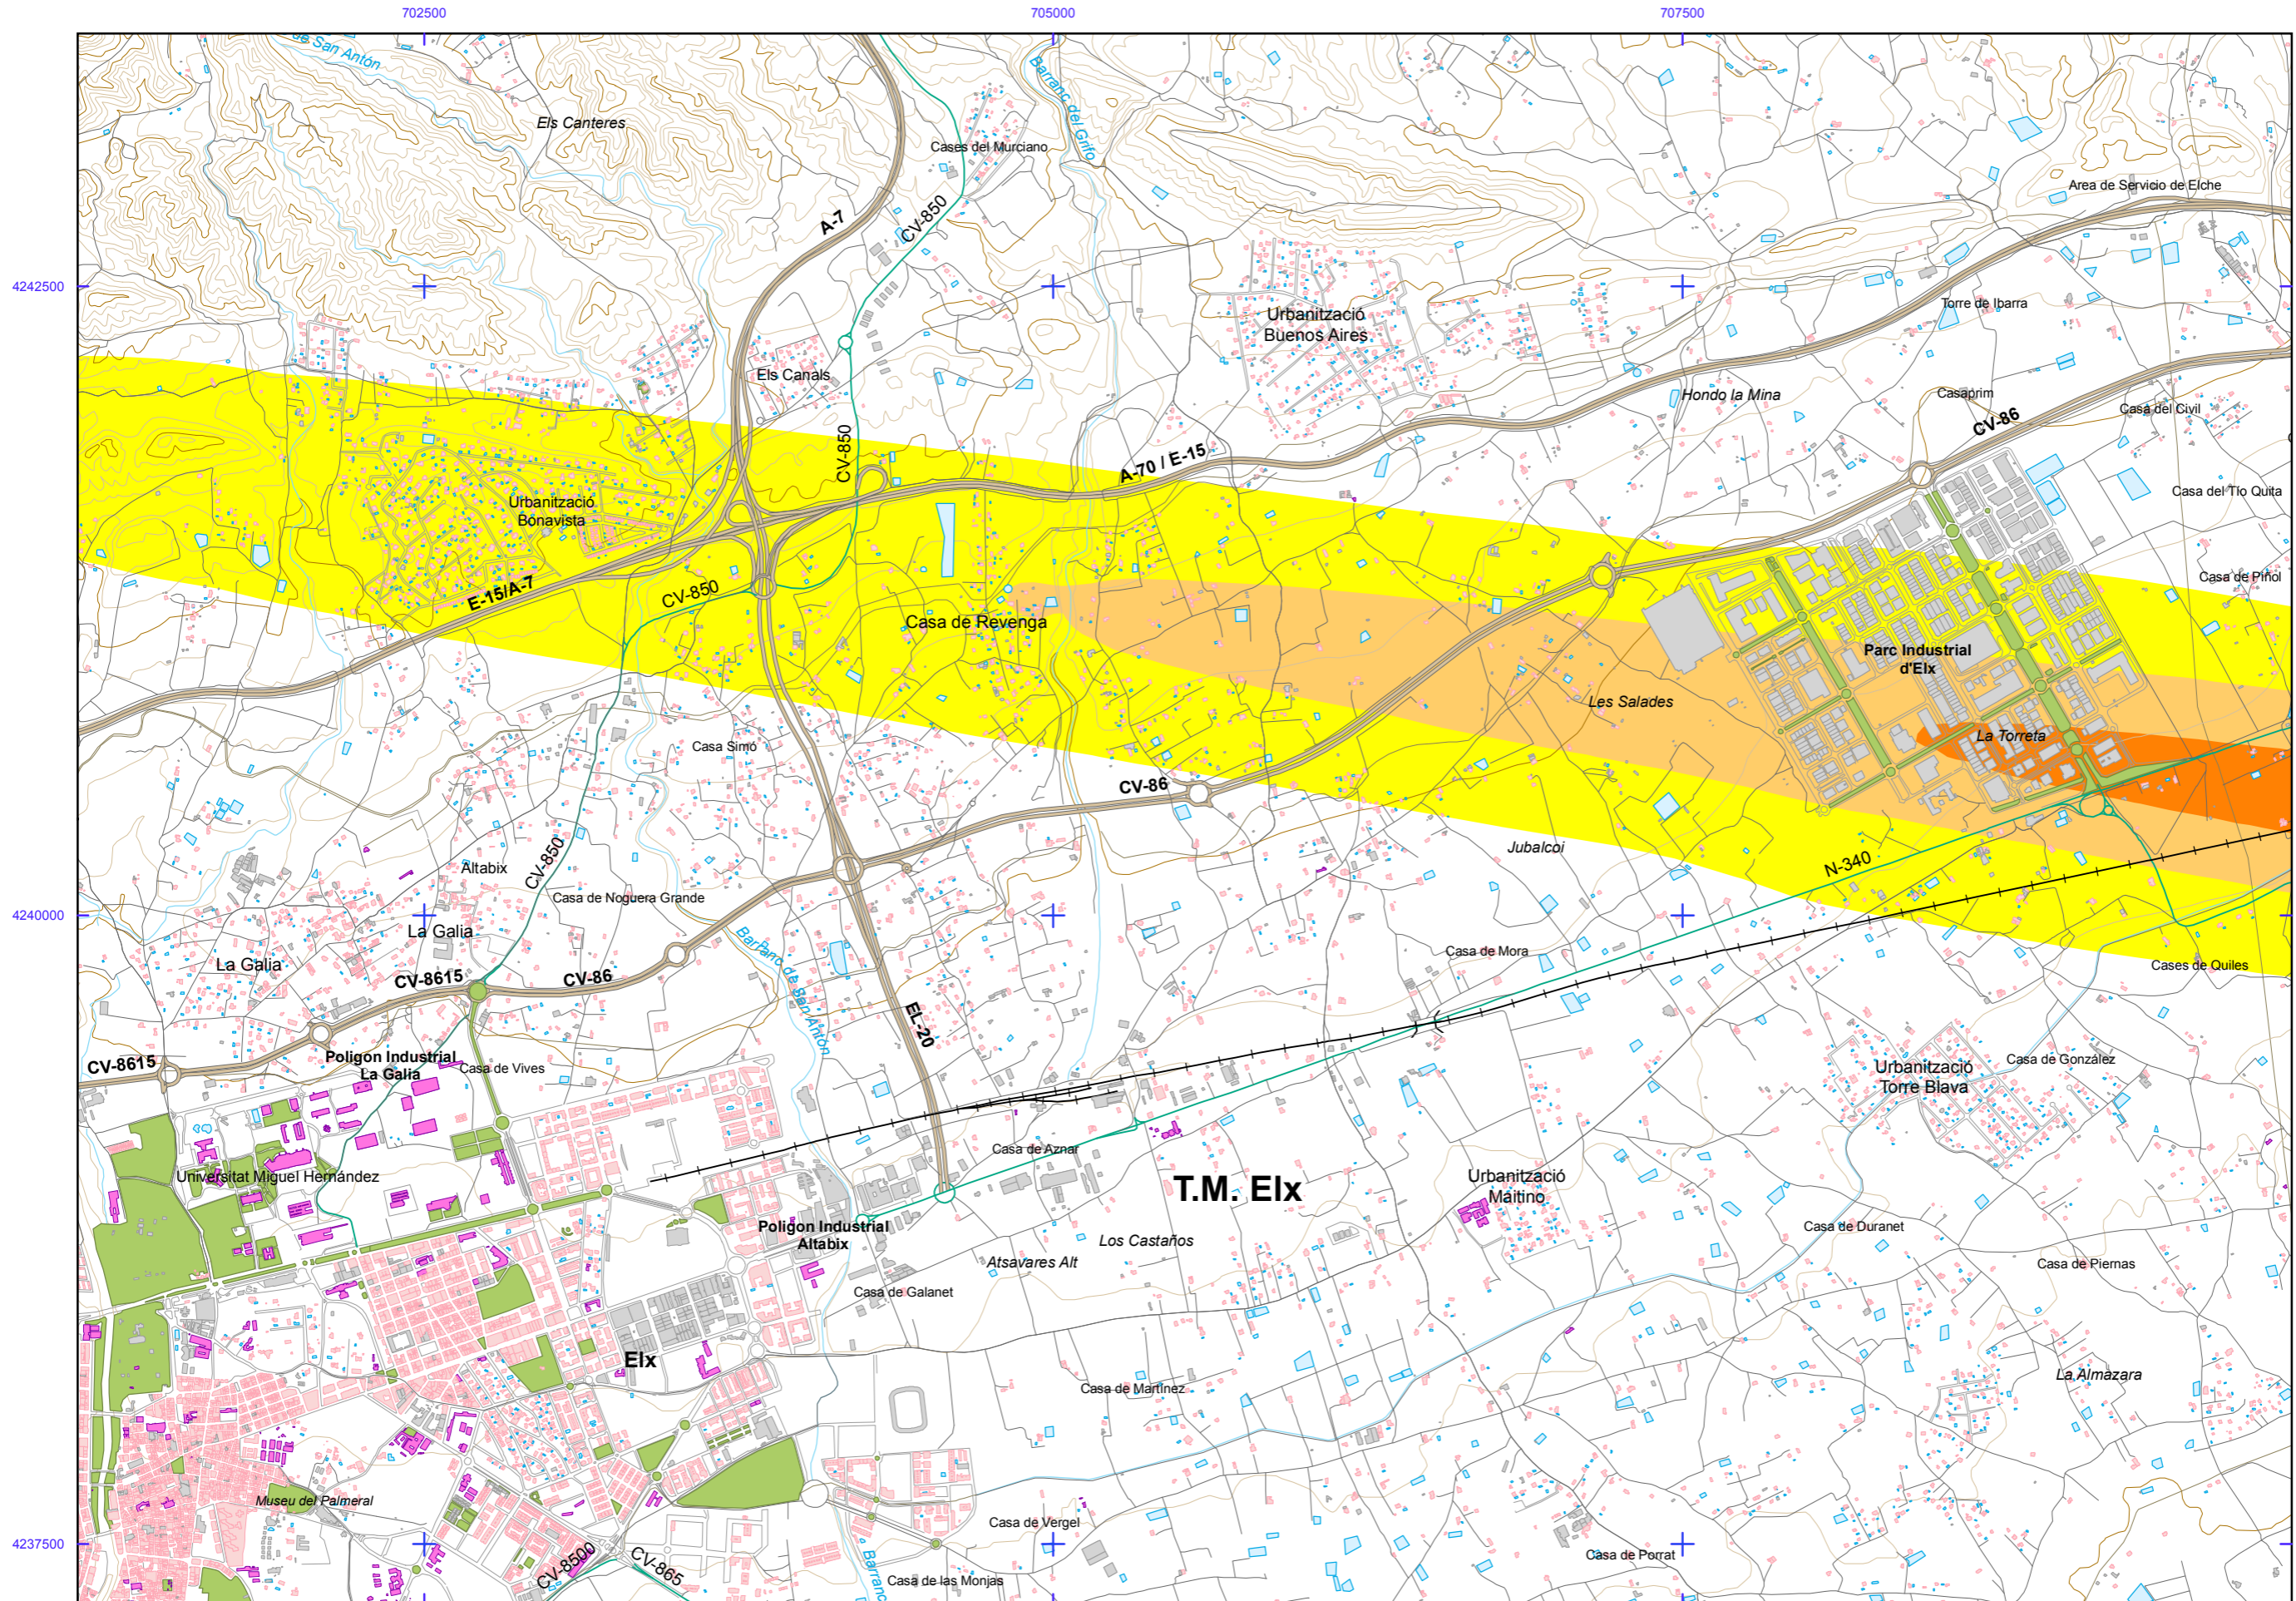 702500
705000
707500
de San Antón
Els Canteres
Barranc del Grifo
Cases del Murciano
Area de Servicio de Elche
A-7
CV-850
4242500
Torre de Ibarra
Urbanització
Buenos Aires
Els Canals
Hondo la Mina
Casaprim
Casa del Civil
CV-86
CV-850
A-70 / E-15
Casa del Tío Quita
Urbanització
Bonavista
Casa de Piñol
E-15/A-7
CV-850
Casa de Revenga
Parc Industrial
d'Elx
Les Salades
La Torreta
Casa Simó
CV-86
Jubalcoi
N-340
Altabix
CV-850
Casa de Noguera Grande
4240000
La Galia
La Galia
Barranc de San Antón
Casa de Mora
Cases de Quiles
CV-8615
CV-86
EL-20
CV-8615
Poligon Industrial
La Galia
Casa de Vives
Casa de González
Urbanització
Torre Blava
Casa de Aznar
Universitat Miguel Hernández
T.M. Elx
Urbanització
Maitino
Poligon Industrial
Altabix
Los Castaños
Casa de Duranet
Atsavares Alt
Casa de Piernas
Casa de Galanet
Elx
La Almazara
Casa de Martínez
Museu del Palmeral
Casa de Vergel
4237500
CV-8500
CV-865
Casa de Porrat
Casa de las Monjas
Barranc